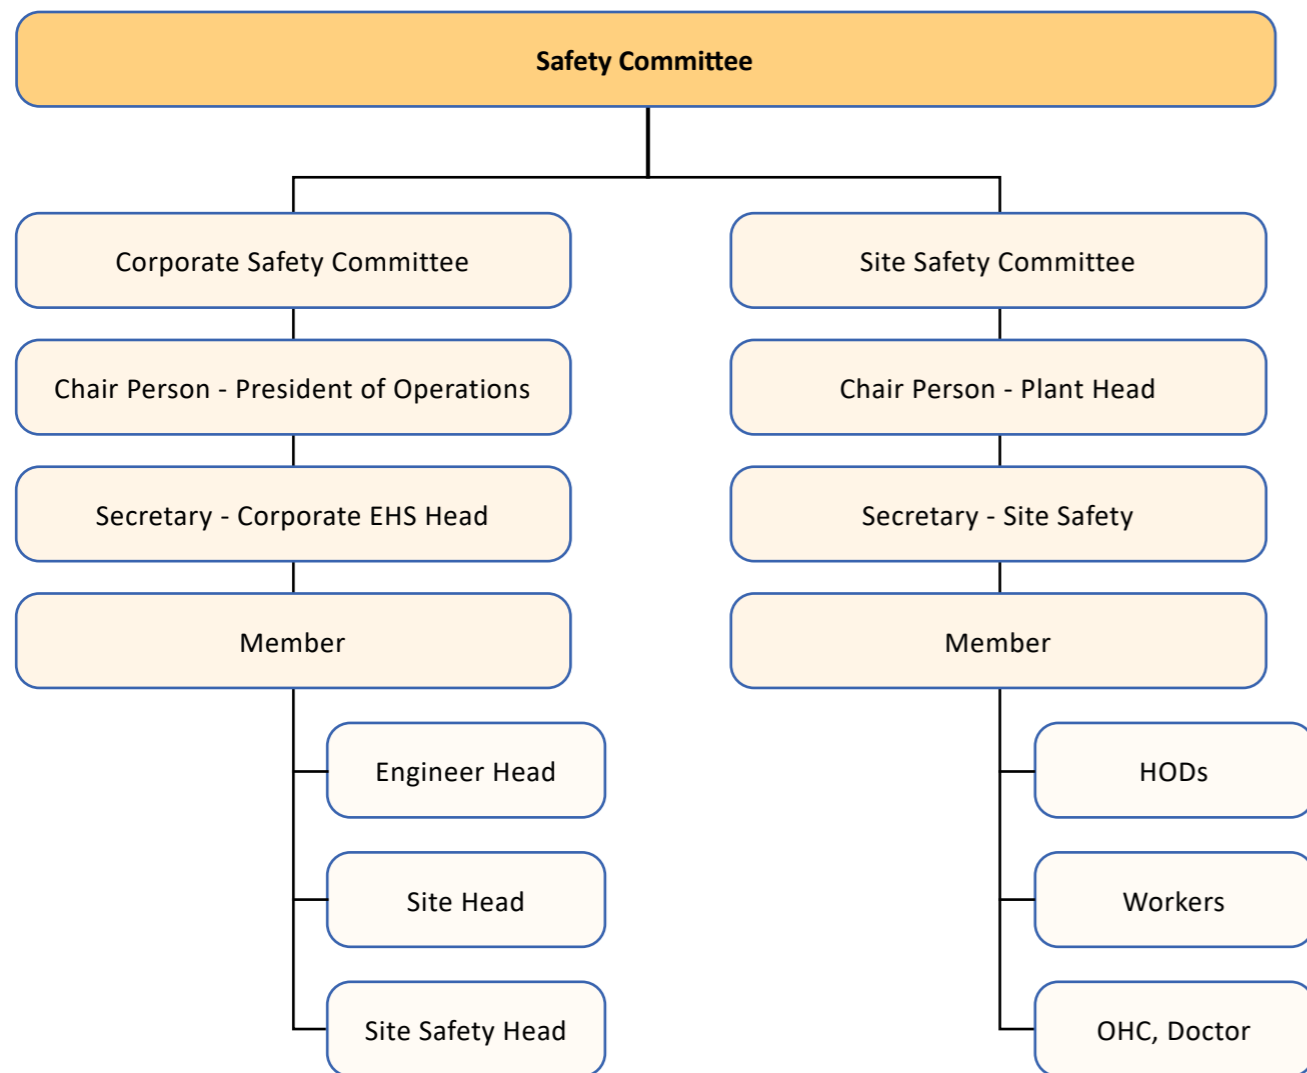 Safety Committee
Corporate Safety Committee
Chair Person - President of Operations
Secretary - Corporate EHS Head
Member
Engineer Head
Site Head
Site Safety Head
Site Safety Committee
Chair Person - Plant Head
Secretary - Site Safety
Member
HODs
Workers
OHC, Doctor